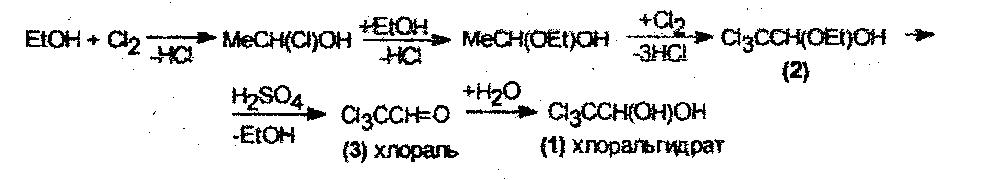 +EtOH +Cl₂
EtOH + Cl₂ → MeCH(Cl)OH → MeCH(OEt)OH → Cl₃CCH(OEt)OH →
-HCl -HCl -3HCl (2)
H₂SO₄ +H₂O
→ Cl₃CCH=O → Cl₃CCH(OH)OH
-EtOH (3) хлораль (1) хлоральгидрат